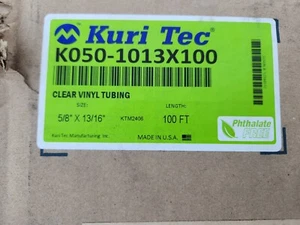 Kuri Tec®
K050-1013X100
CLEAR VINYL TUBING
SIZE: LENGTH:
5/8" X 13/16" KTM2406 100 FT
Kuri Tec Manufacturing Inc. MADE IN U.S.A.
Phthalate
FREE